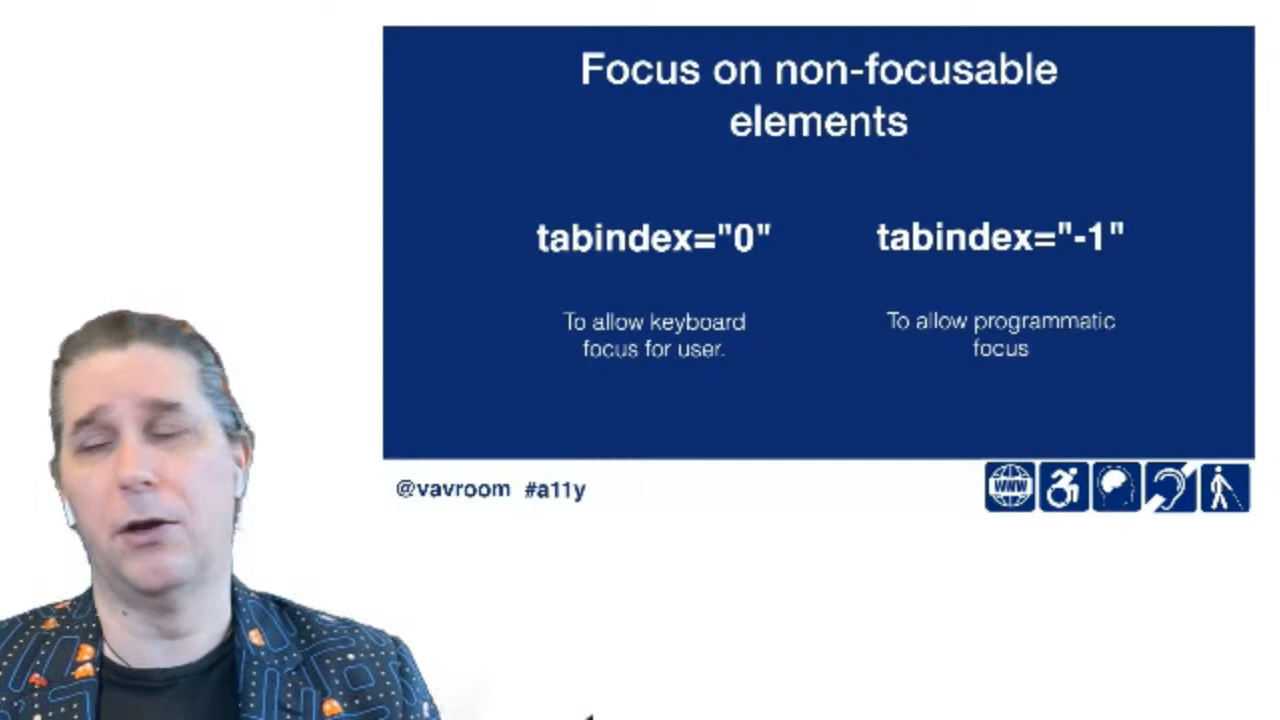 Focus on non-focusable
elements
tabindex="0"
tabindex="-1"
To allow keyboard
focus for user.
To allow programmatic
focus
@vavroom #a11y
WWW